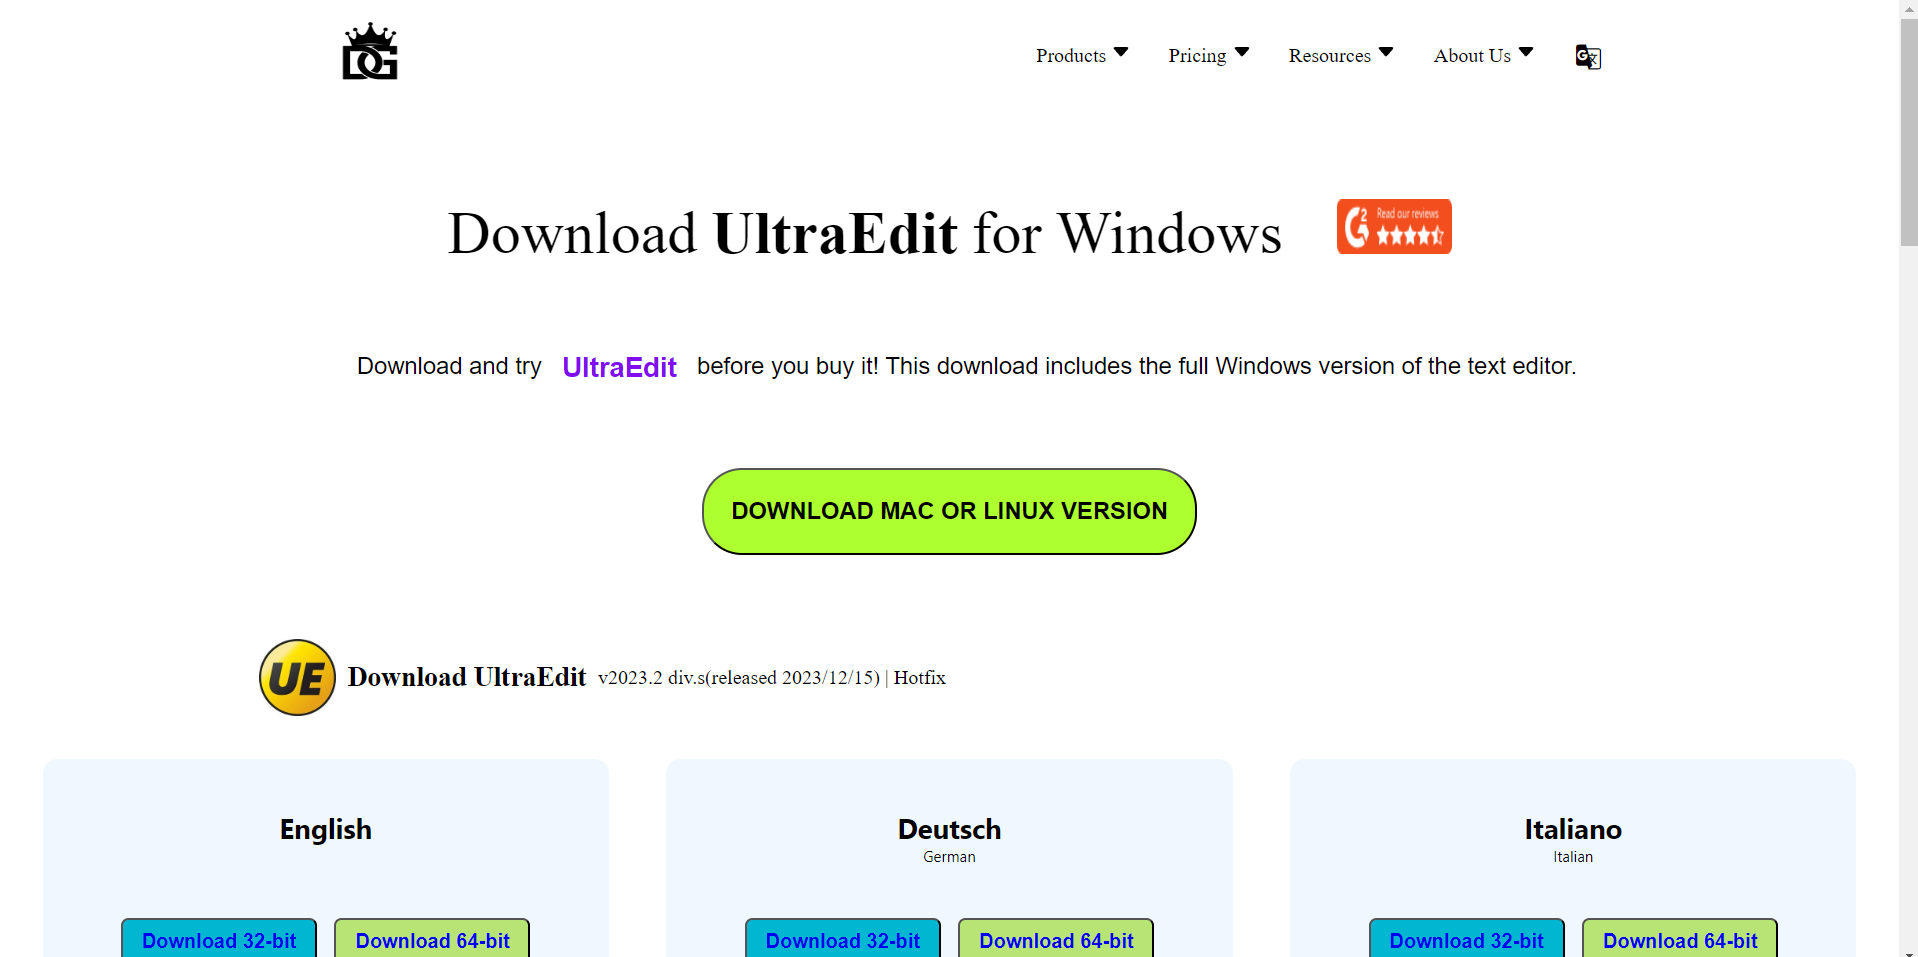 DG
Products
Pricing
Resources
About Us
G文
Download UltraEdit for Windows
G2 Read our reviews
Download and try UltraEdit before you buy it! This download includes the full Windows version of the text editor.
DOWNLOAD MAC OR LINUX VERSION
UE
Download UltraEdit v2023.2 div.s(released 2023/12/15) | Hotfix
English
Download 32-bit
Download 64-bit
Deutsch
German
Download 32-bit
Download 64-bit
Italiano
Italian
Download 32-bit
Download 64-bit